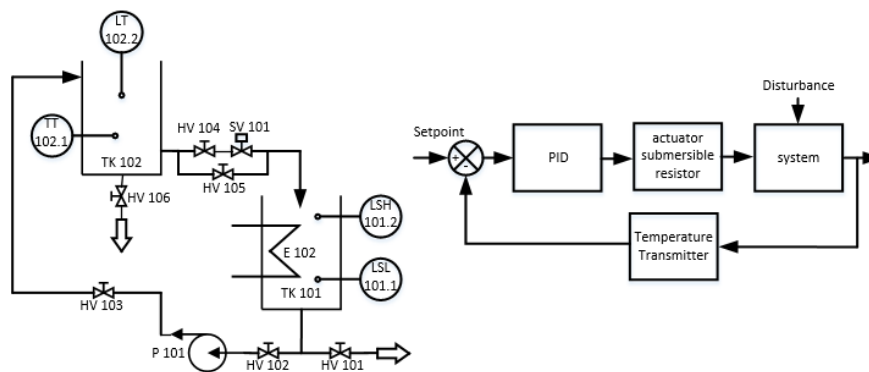 LT
102.2
TT
102.1
TK 102
HV 104
SV 101
HV 105
HV 106
LSH
101.2
E 102
LSL
101.1
TK 101
HV 103
P 101
HV 102
HV 101
Disturbance
Setpoint
+
-
PID
actuator
submersible
resistor
system
Temperature
Transmitter